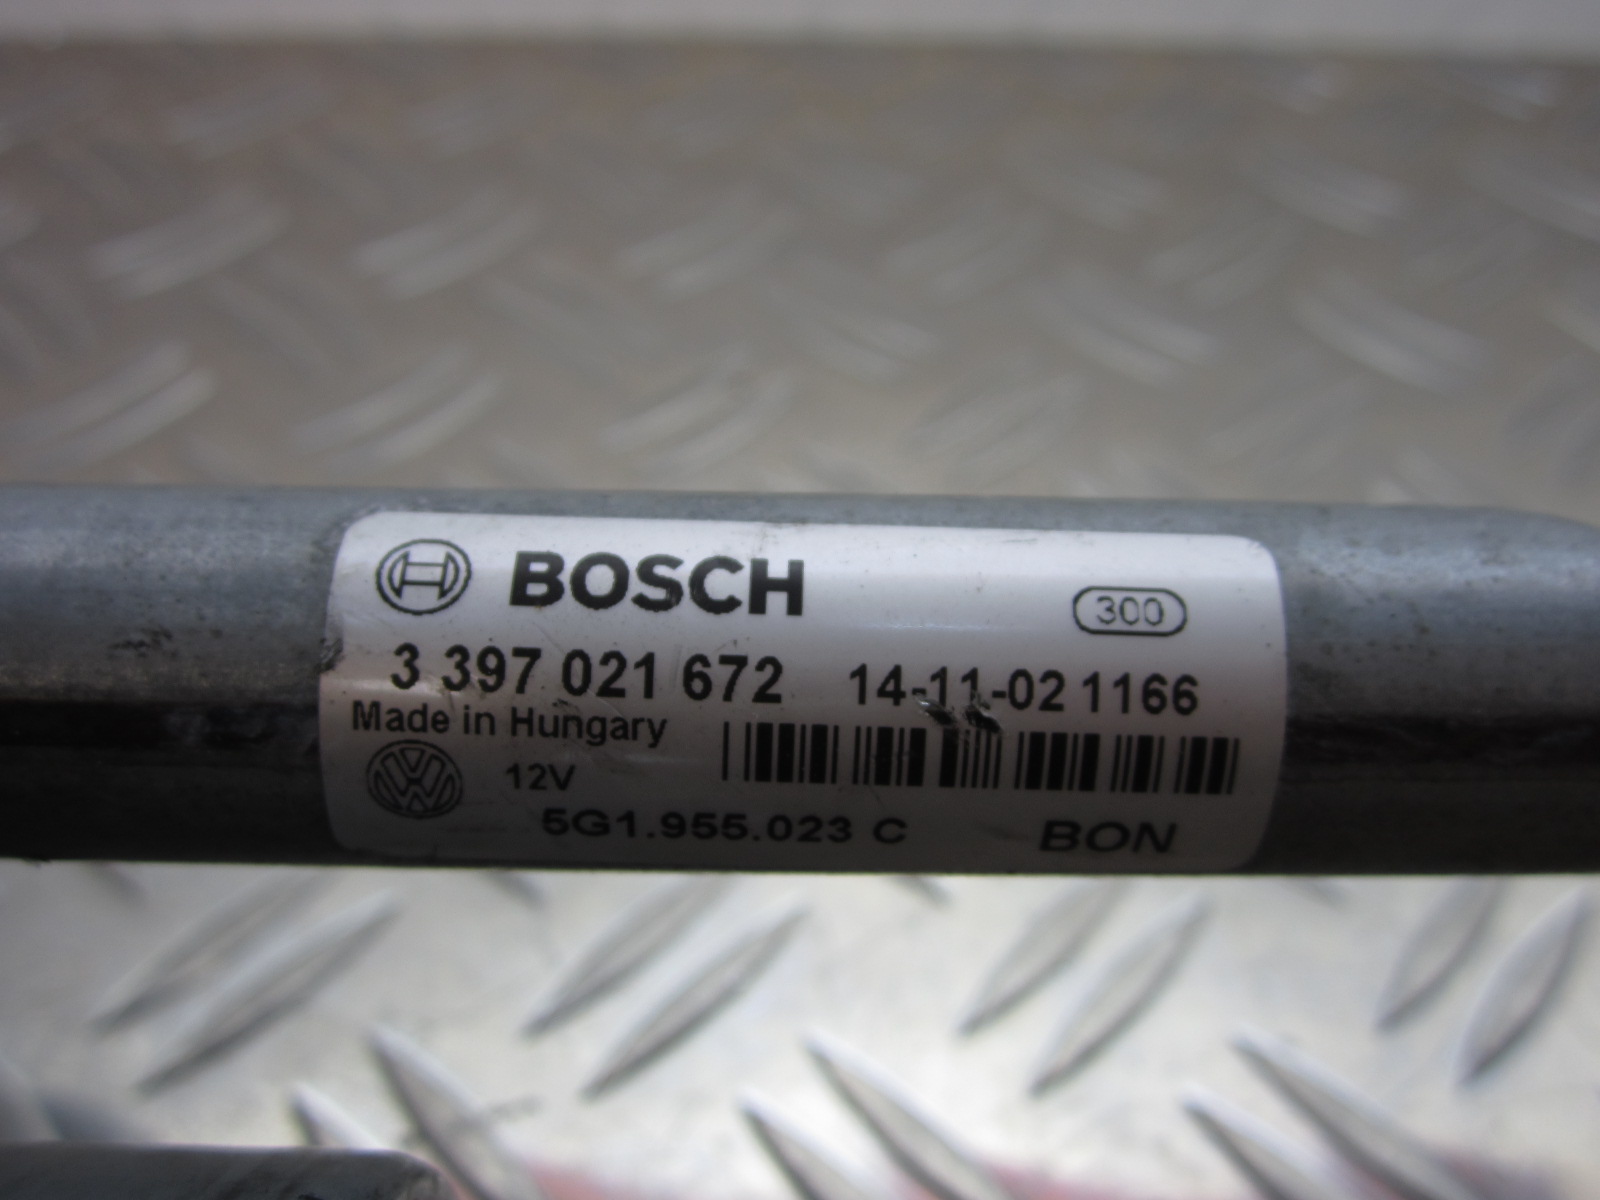 BOSCH 300
3 397 021 672 14-11-02 1166
Made in Hungary
12V
5G1.955.023 C BON